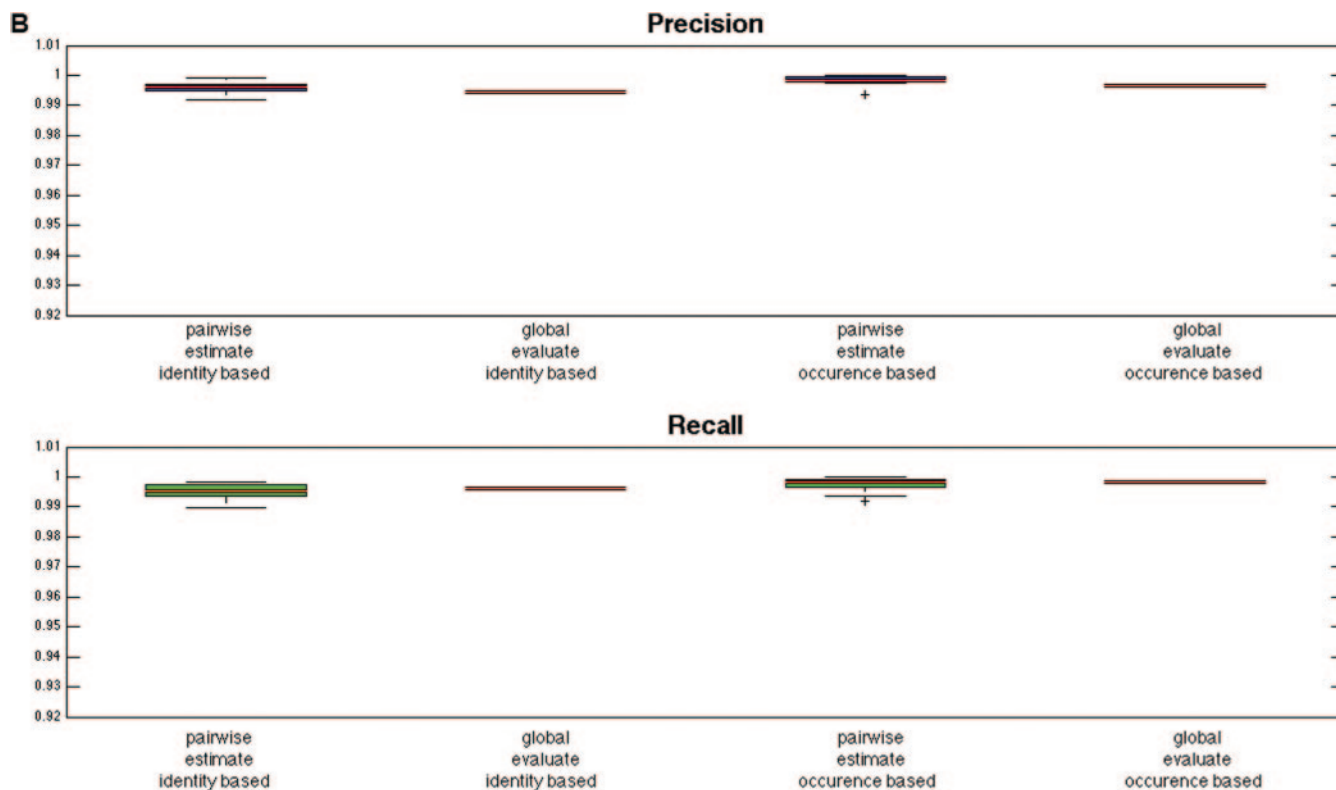 B
Precision
1.01
1
0.99
0.98
0.97
0.96
0.95
0.94
0.93
0.92
pairwise
estimate
identity based
global
evaluate
identity based
pairwise
estimate
occurence based
global
evaluate
occurence based
Recall
1.01
1
0.99
0.98
0.97
0.96
0.95
0.94
0.93
0.92
pairwise
estimate
identity based
global
evaluate
identity based
pairwise
estimate
occurence based
global
evaluate
occurence based